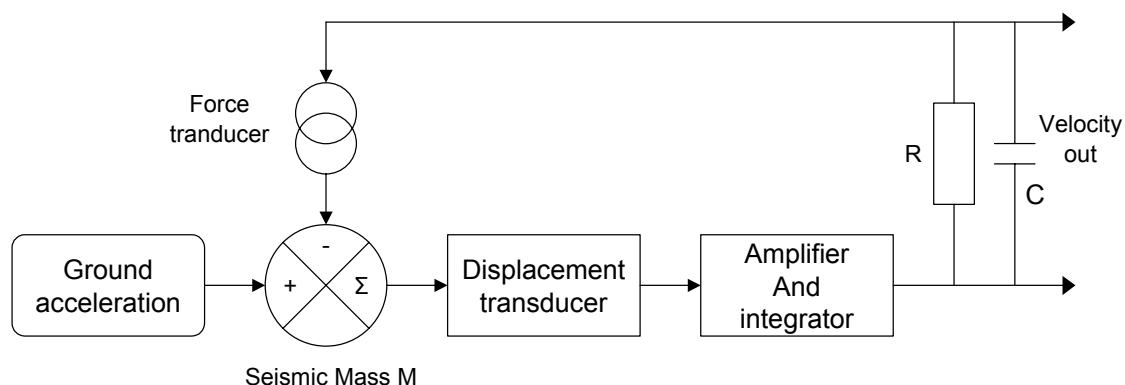 Force
tranducer
Velocity
out
R
C
Ground
acceleration
-
+
Σ
Displacement
transducer
Amplifier
And
integrator
Seismic Mass M